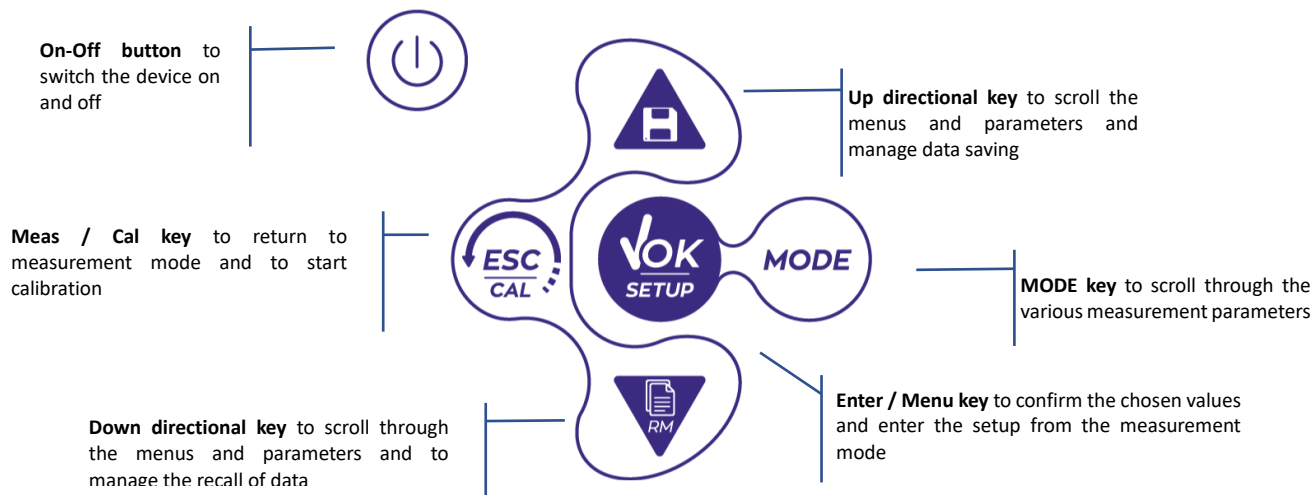 On-Off button to
switch the device on
and off
Up directional key to scroll the
menus and parameters and
manage data saving
Meas / Cal key to return to
measurement mode and to start
calibration
ESC
CAL
OK
SETUP
MODE
MODE key to scroll through the
various measurement parameters
RM
Enter / Menu key to confirm the chosen values
and enter the setup from the measurement
mode
Down directional key to scroll through
the menus and parameters and to
manage the recall of data